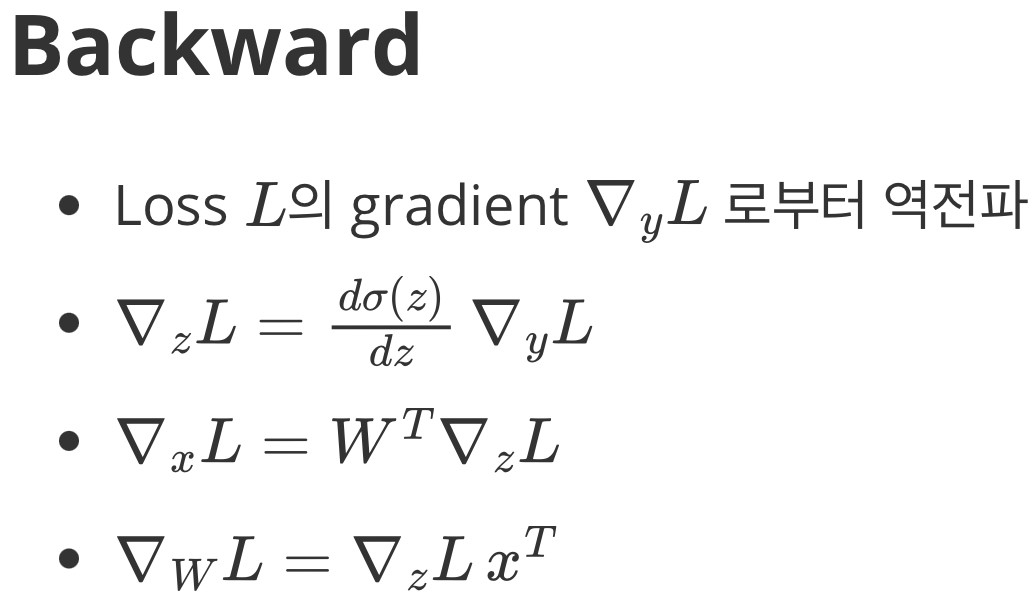 Backward
• Loss L의 gradient ∇_y L 로부터 역전파
• ∇_z L = \frac{dσ(z)}{dz} ∇_y L
• ∇_x L = W^T ∇_z L
• ∇_W L = ∇_z L x^T